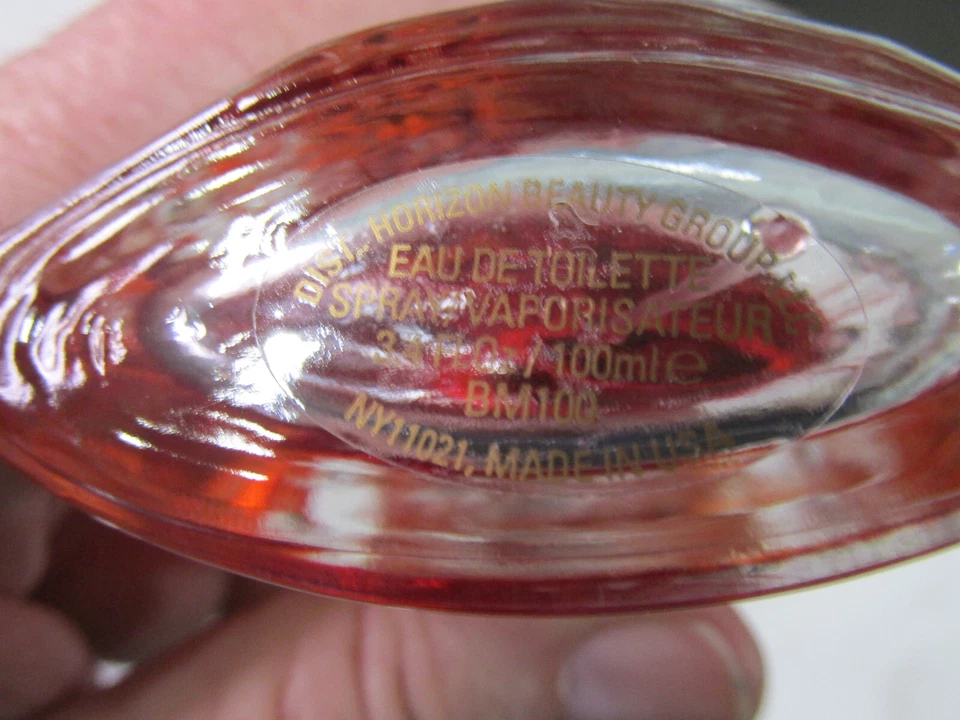 DIST. HORIZON BEAUTY GROUP,
EAU DE TOILETTE
SPRAY/VAPORISATEUR
3.4 Fl. Oz / 100ml e
BM100
NY11021, MADE IN USA